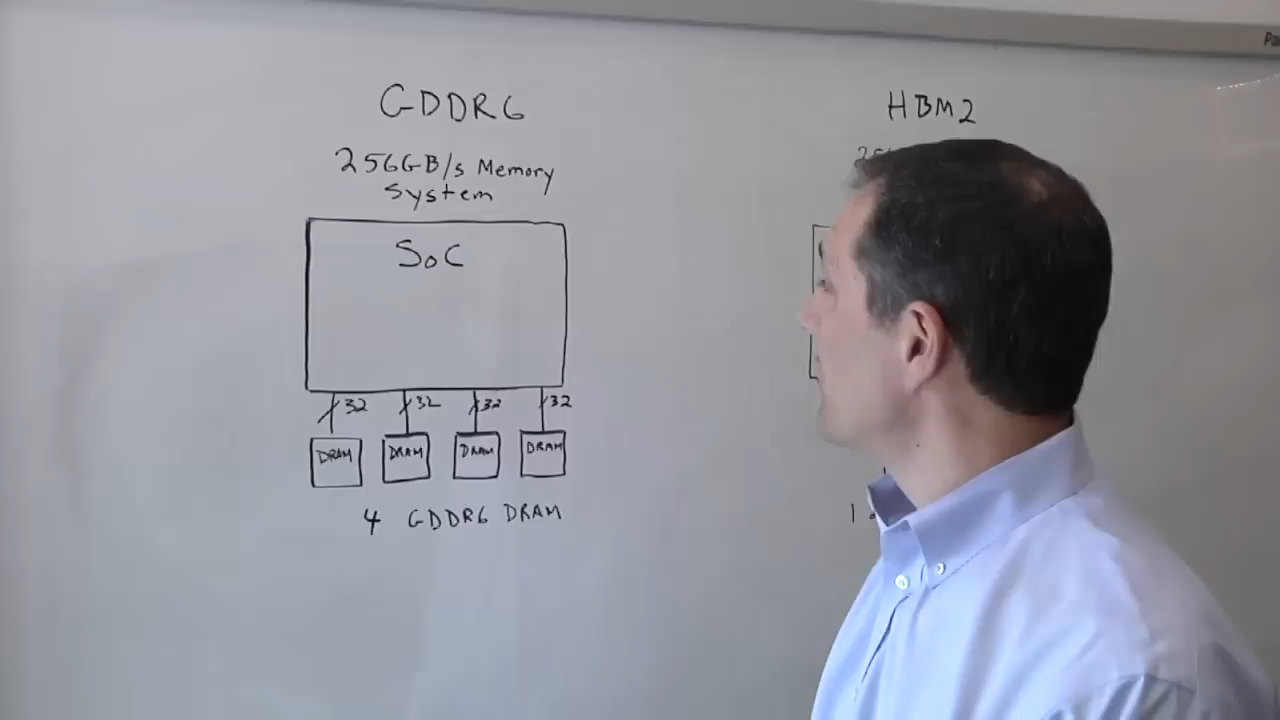 GDDR6
256GB/s Memory
System
SoC
32 32 32 32
DRAM DRAM DRAM DRAM
4 GDDR6 DRAM
HBM2